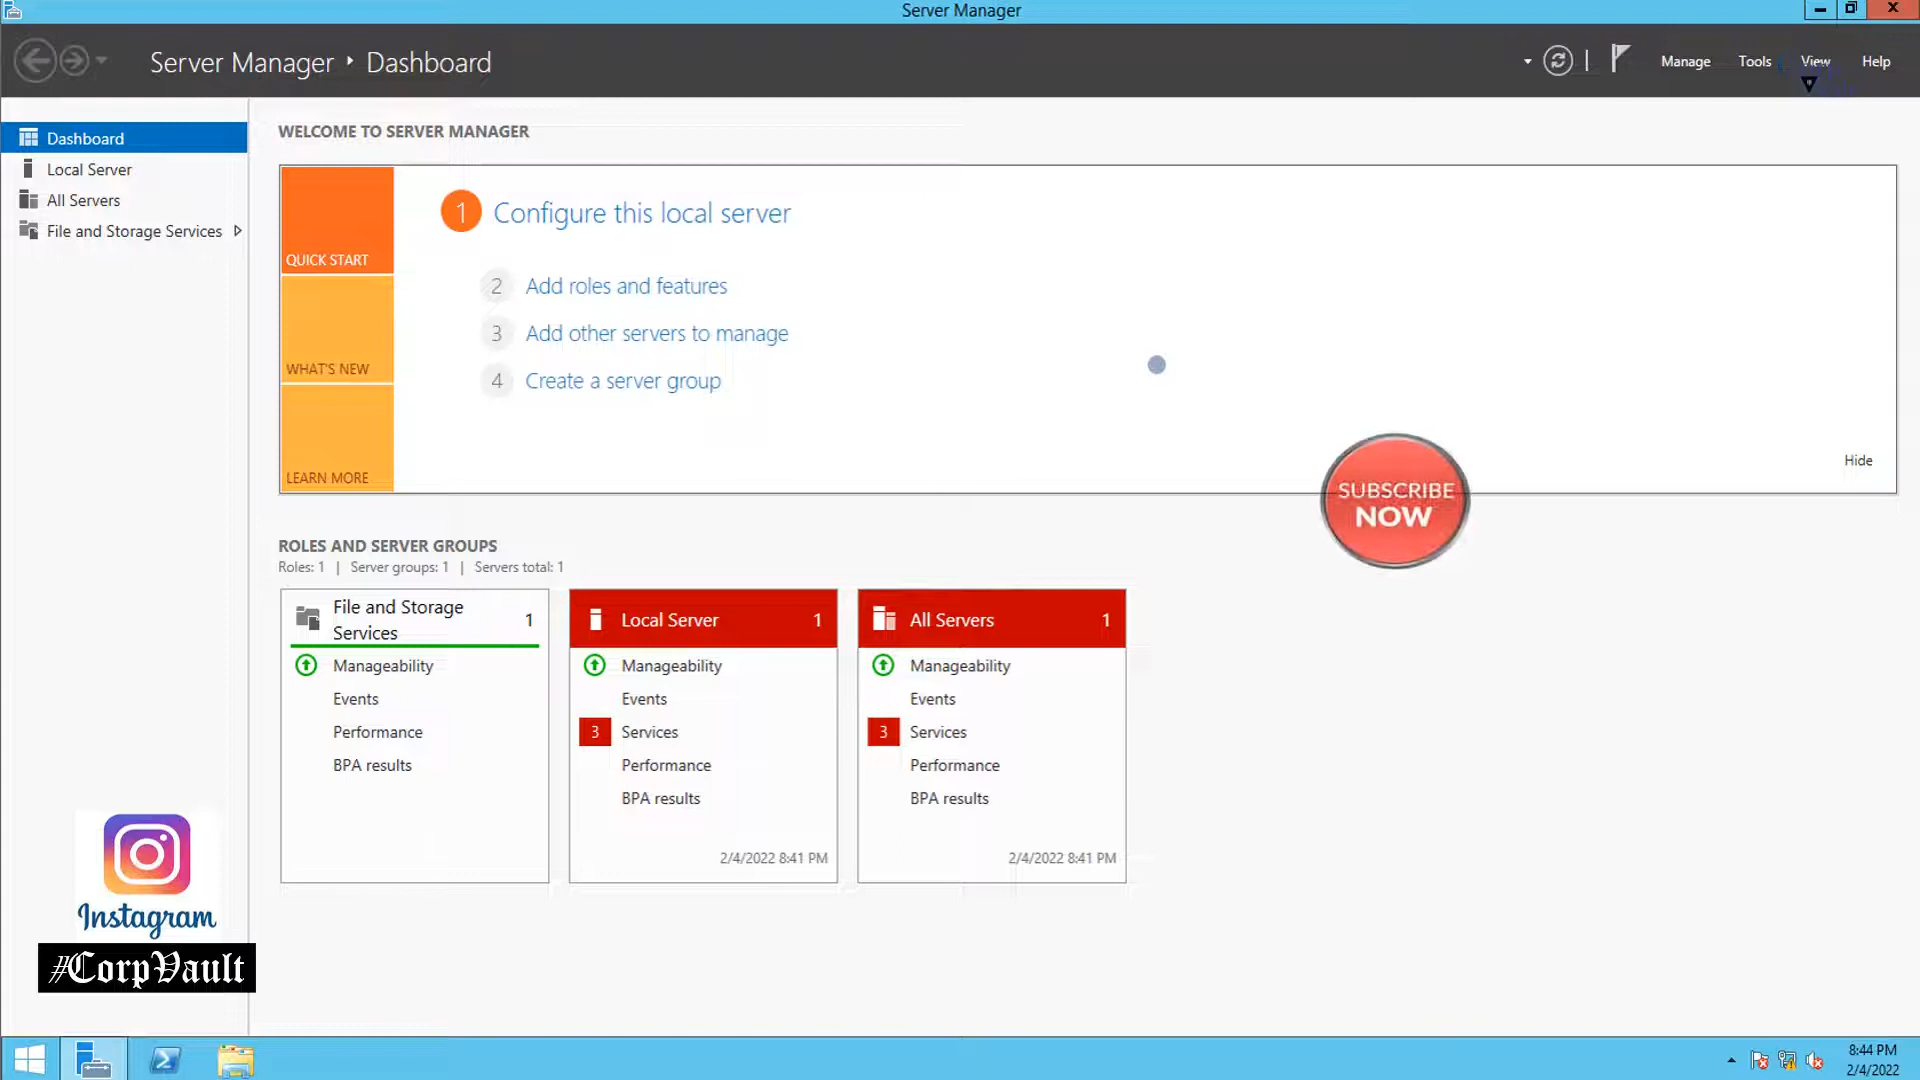 Server Manager
Server Manager ‣ Dashboard
Manage
Tools
View
Help
Dashboard
Local Server
All Servers
File and Storage Services
WELCOME TO SERVER MANAGER
QUICK START
WHAT'S NEW
LEARN MORE
1 Configure this local server
2 Add roles and features
3 Add other servers to manage
4 Create a server group
Hide
SUBSCRIBE
NOW
ROLES AND SERVER GROUPS
Roles: 1 | Server groups: 1 | Servers total: 1
File and Storage
Services
1
Manageability
Events
Performance
BPA results
Local Server 1
Manageability
Events
3 Services
Performance
BPA results
2/4/2022 8:41 PM
All Servers 1
Manageability
Events
3 Services
Performance
BPA results
2/4/2022 8:41 PM
Instagram
#CorpVault
8:44 PM
2/4/2022